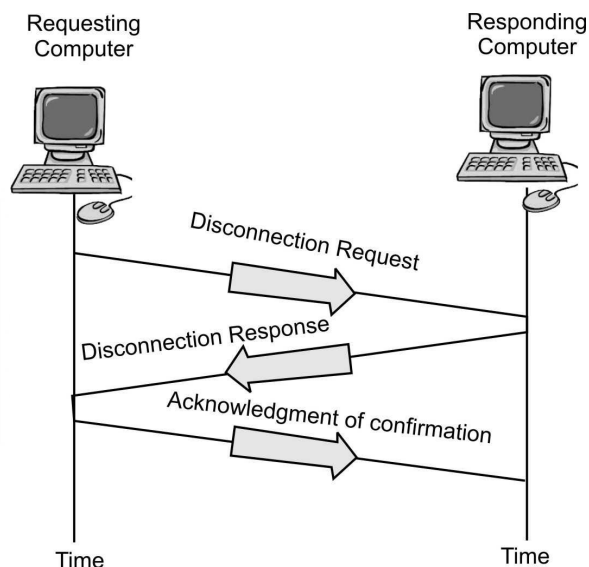 Requesting
Computer
Responding
Computer
Disconnection Request
Disconnection Response
Acknowledgment of confirmation
Time
Time